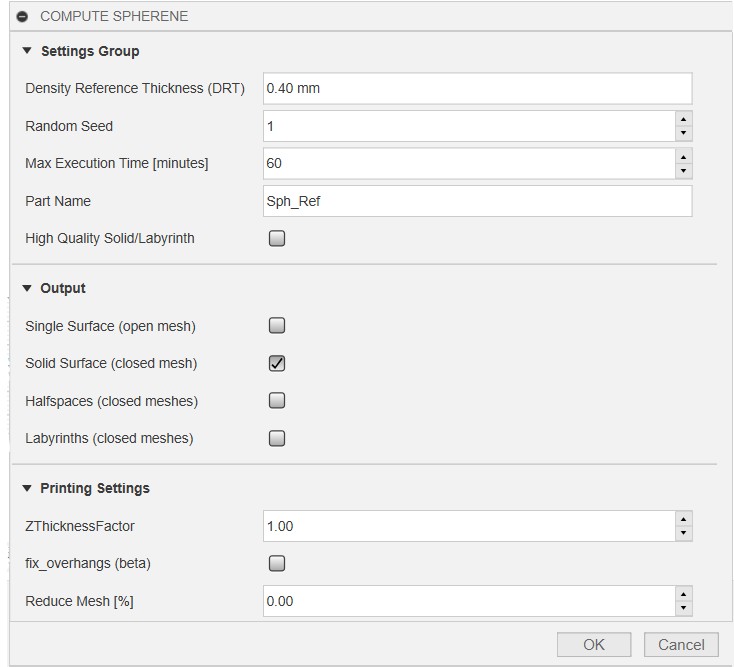 COMPUTE SPHERENE
Settings Group
Density Reference Thickness (DRT) 0.40 mm
Random Seed 1
Max Execution Time [minutes] 60
Part Name Sph_Ref
High Quality Solid/Labyrinth
Output
Single Surface (open mesh)
Solid Surface (closed mesh)
Halfspaces (closed meshes)
Labyrinths (closed meshes)
Printing Settings
ZThicknessFactor 1.00
fix_overhangs (beta)
Reduce Mesh [%] 0.00
OK Cancel